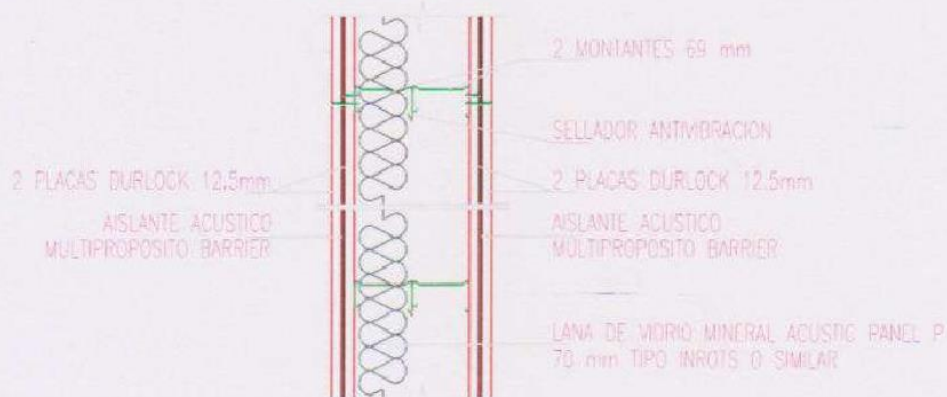 2 MONTANTES 69 mm
SELLADOR ANTIVIBRACION
2 PLACAS DURLOCK 12.5mm
AISLANTE ACUSTICO
MULTIPROPOSITO BARRIER
2 PLACAS DURLOCK 12.5mm
AISLANTE ACUSTICO
MULTIPROPOSITO BARRIER
LANA DE VIDRIO MINERAL ACUSTIC PANEL P
70 mm TIPO INROTS O SIMILAR